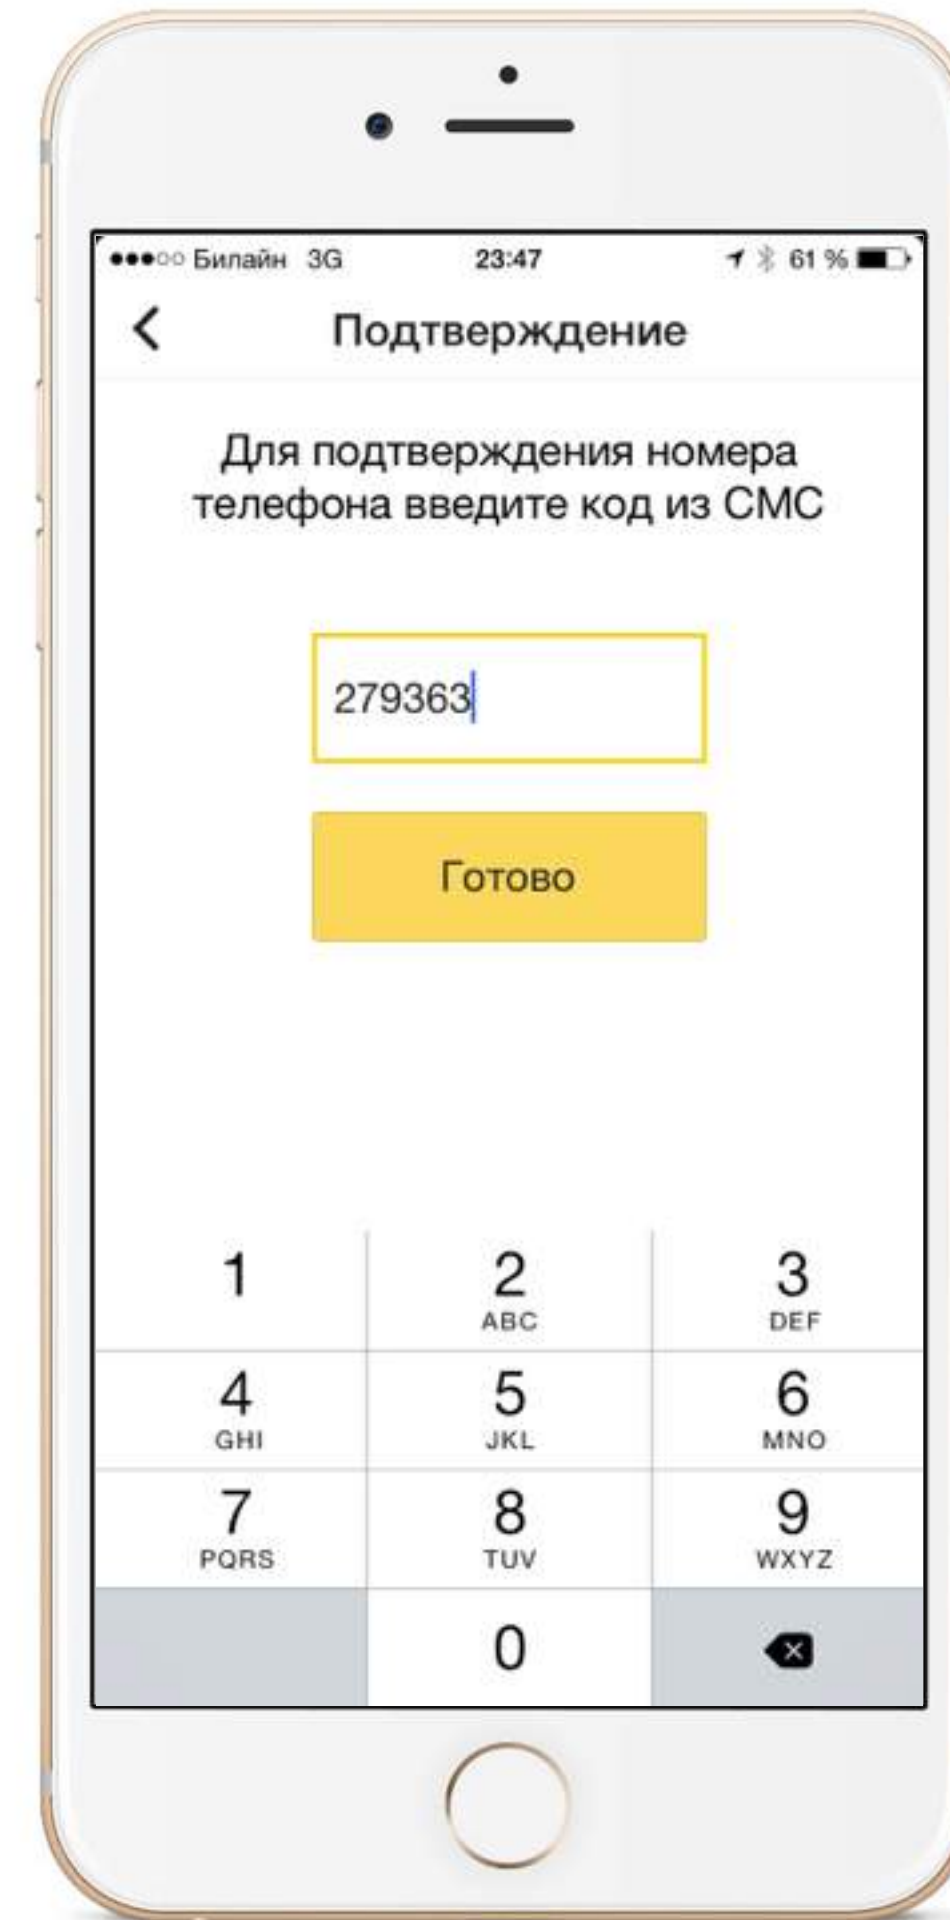 Билайн 3G 23:47 61 %
Подтверждение
Для подтверждения номера
телефона введите код из СМС
279363
Готово
1 2 3
ABC DEF
4 5 6
GHI JKL MNO
7 8 9
PQRS TUV WXYZ
0